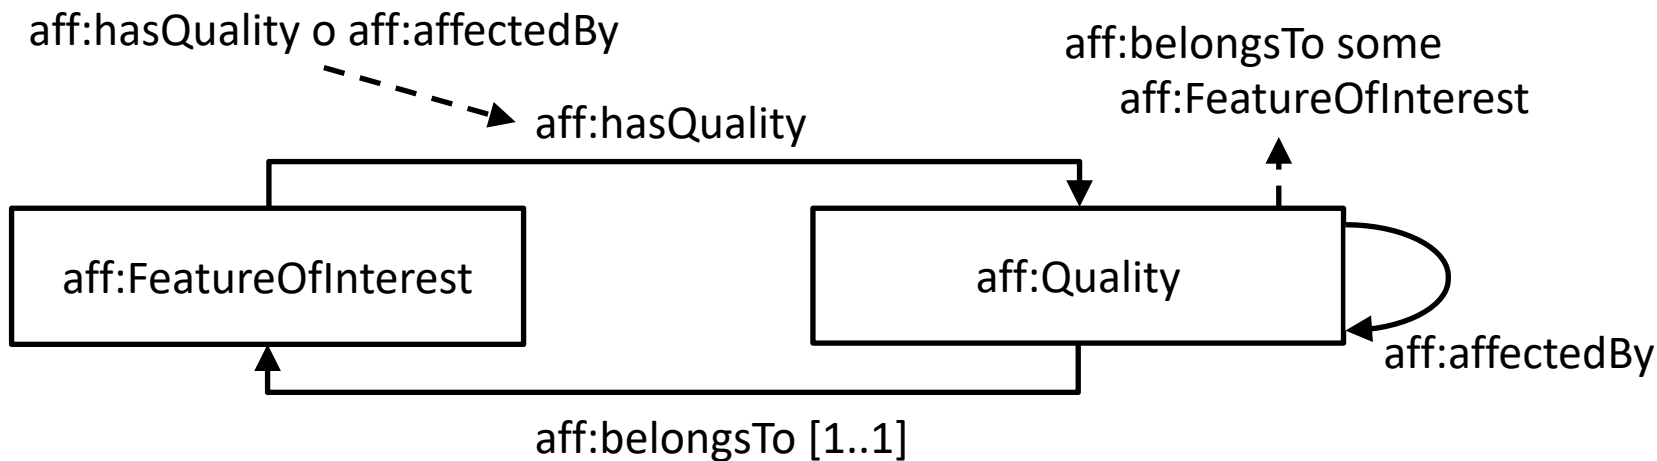 aff:hasQuality o aff:affectedBy
aff:belongsTo some
aff:FeatureOfInterest
aff:hasQuality
aff:FeatureOfInterest
aff:Quality
aff:affectedBy
aff:belongsTo [1..1]